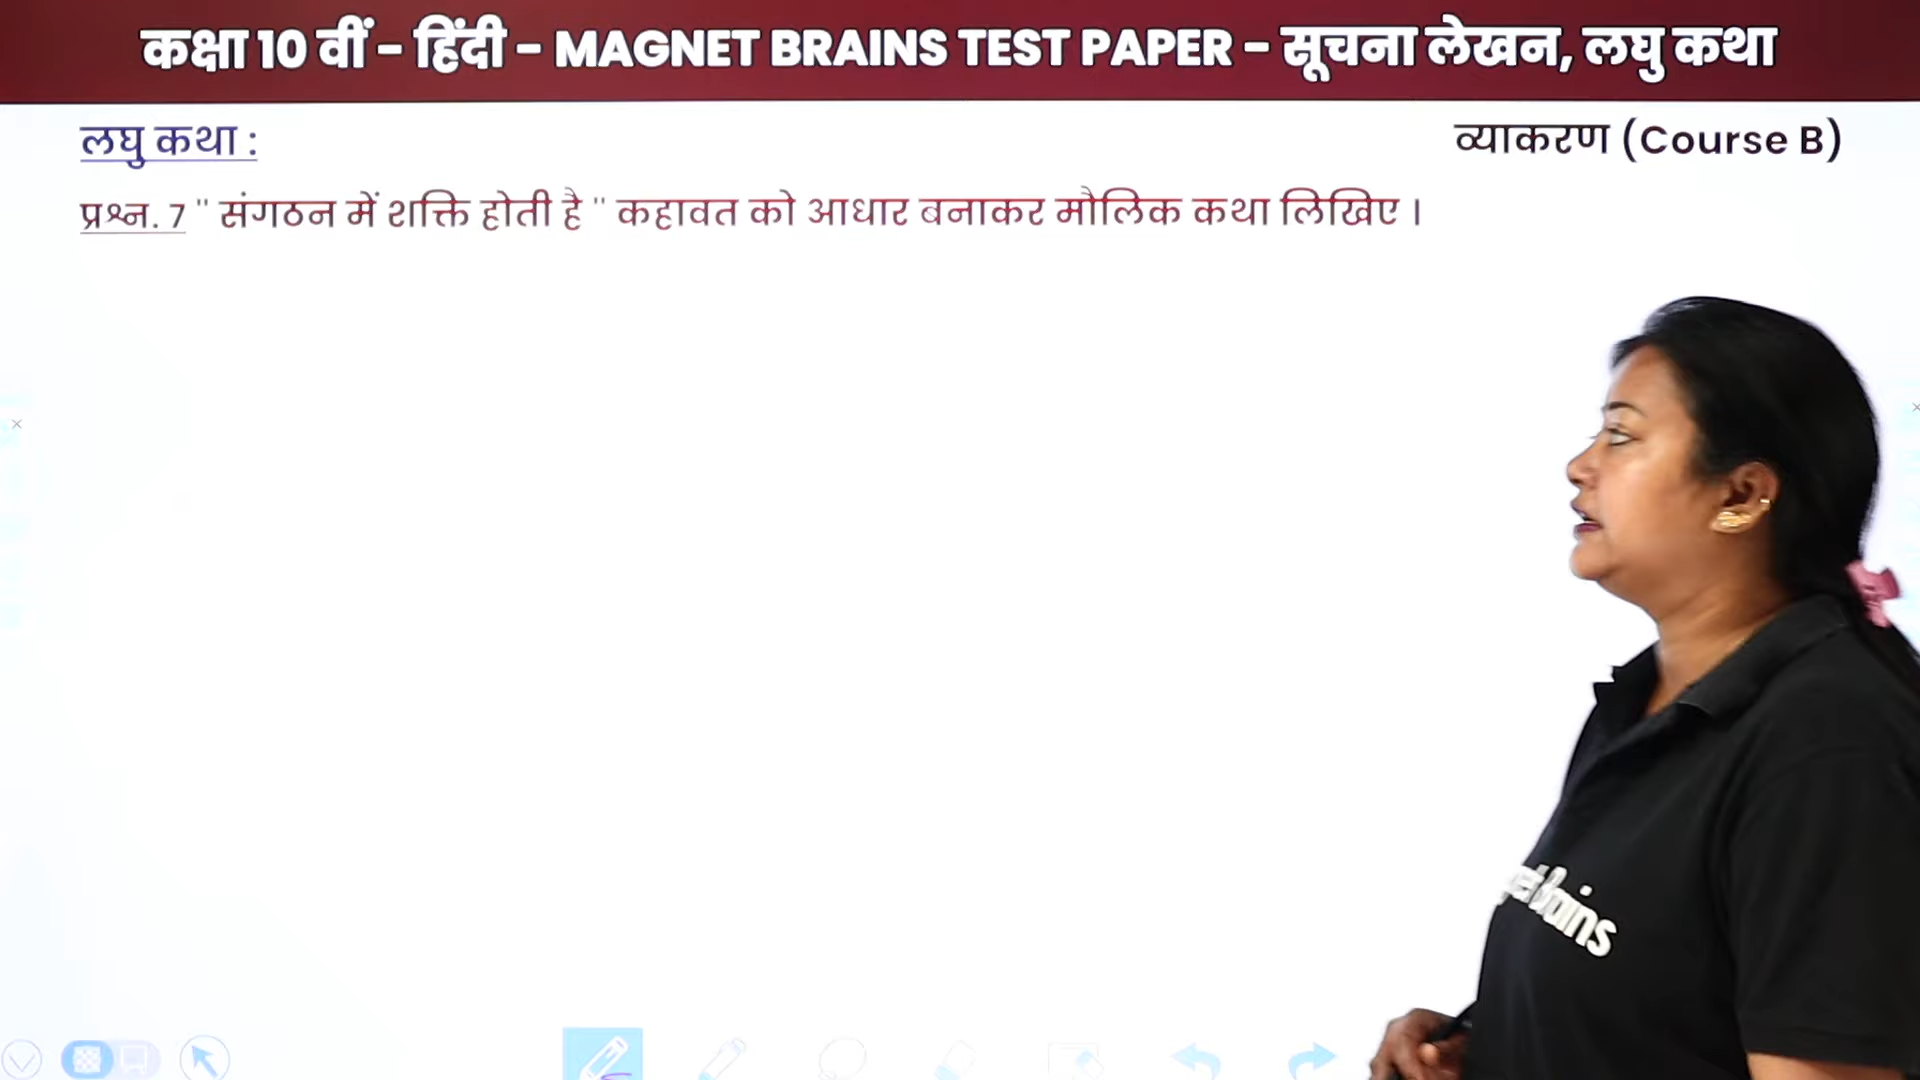 कक्षा 10 वीं - हिंदी - MAGNET BRAINS TEST PAPER - सूचना लेखन, लघु कथा
लघु कथा :
व्याकरण (Course B)
प्रश्न. 7 " संगठन में शक्ति होती है " कहावत को आधार बनाकर मौलिक कथा लिखिए ।